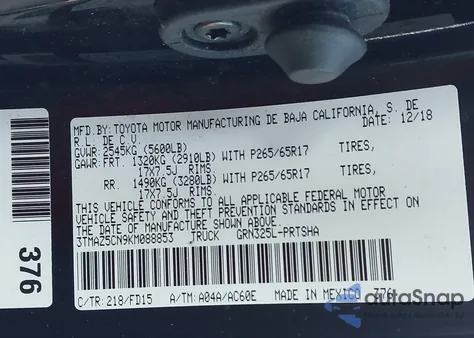 MFD.BY: TOYOTA MOTOR MANUFACTURING DE BAJA CALIFORNIA, S. DE
R.L. DE C.V. DATE: 12/18
GVWR: 2545KG (5600LB)
GAWR: FRT. 1320KG (2910LB) WITH P265/65R17 TIRES,
17X7.5J RIMS
RR. 1490KG (3280LB) WITH P265/65R17 TIRES,
17X7.5J RIMS
THIS VEHICLE CONFORMS TO ALL APPLICABLE FEDERAL MOTOR
VEHICLE SAFETY AND THEFT PREVENTION STANDARDS IN EFFECT ON
THE DATE OF MANUFACTURE SHOWN ABOVE.
3TMAZ5CN9KM088853 TRUCK GRN325L-PRTSHA
C/TR: 218/FD15 A/TM: A04A/AC60E MADE IN MEXICO 376
376
autoSnap